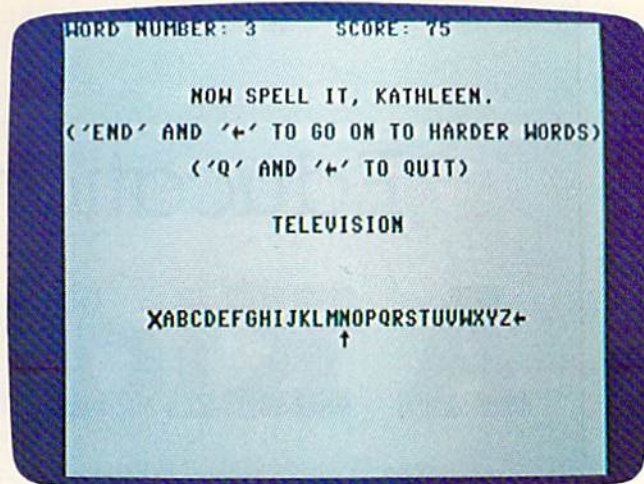 WORD NUMBER: 3 SCORE: 75
NOW SPELL IT, KATHLEEN.
('END' AND '←' TO GO ON TO HARDER WORDS)
('Q' AND '←' TO QUIT)
TELEVISION
XABCDEFGHIJKLMNOPQRSTUVWXYZ←
↑